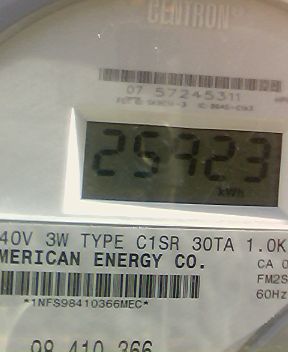 CENTRON®
07 57245311
25923
kWh
40V 3W TYPE C1SR 30TA 1.0K
MERICAN ENERGY CO.
CA 0
FM2S
60Hz
*1NFS98410366MEC*
98 410 366